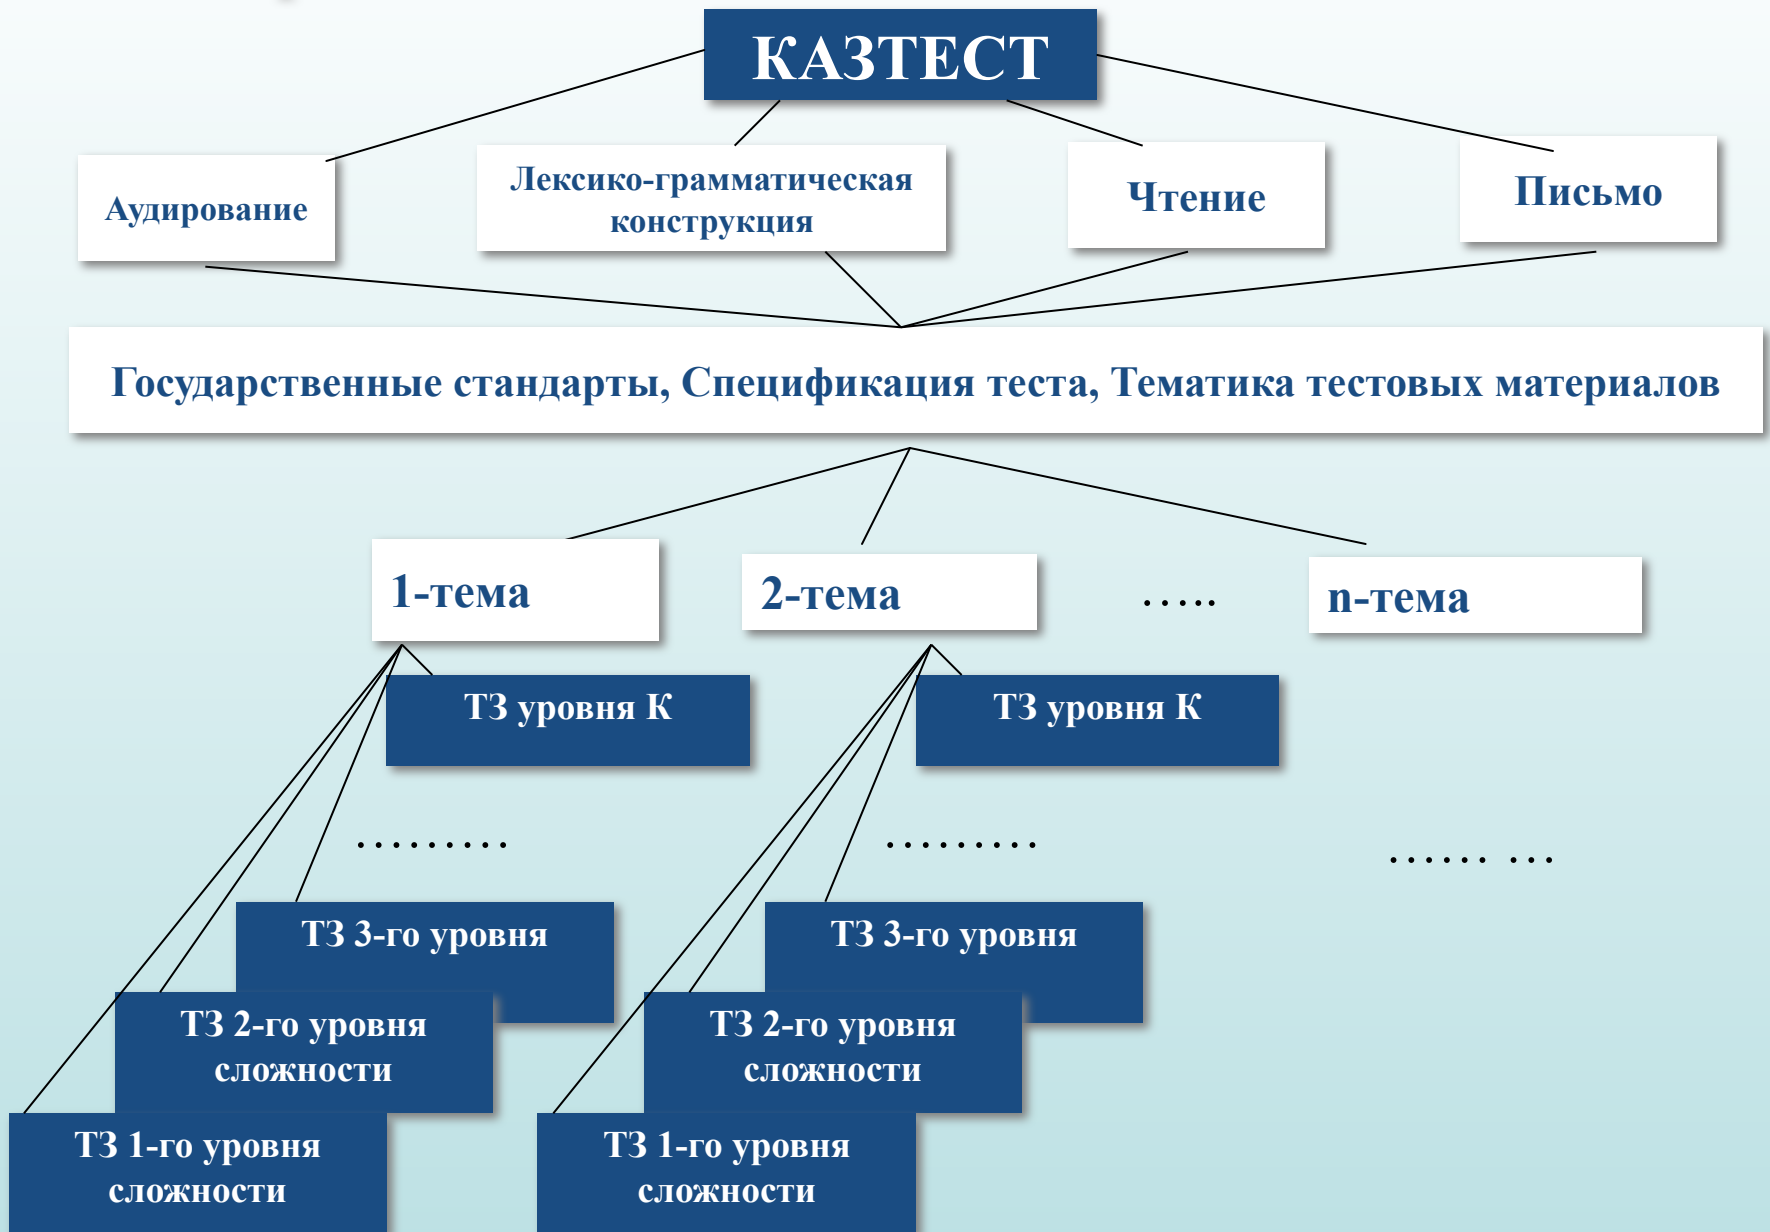 КАЗТЕСТ
Аудирование
Лексико-грамматическая
конструкция
Чтение
Письмо
Государственные стандарты, Спецификация теста, Тематика тестовых материалов
1-тема
2-тема
…..
n-тема
ТЗ уровня К
ТЗ уровня К
………
………
…… …
ТЗ 3-го уровня
ТЗ 3-го уровня
ТЗ 2-го уровня
сложности
ТЗ 2-го уровня
сложности
ТЗ 1-го уровня
сложности
ТЗ 1-го уровня
сложности